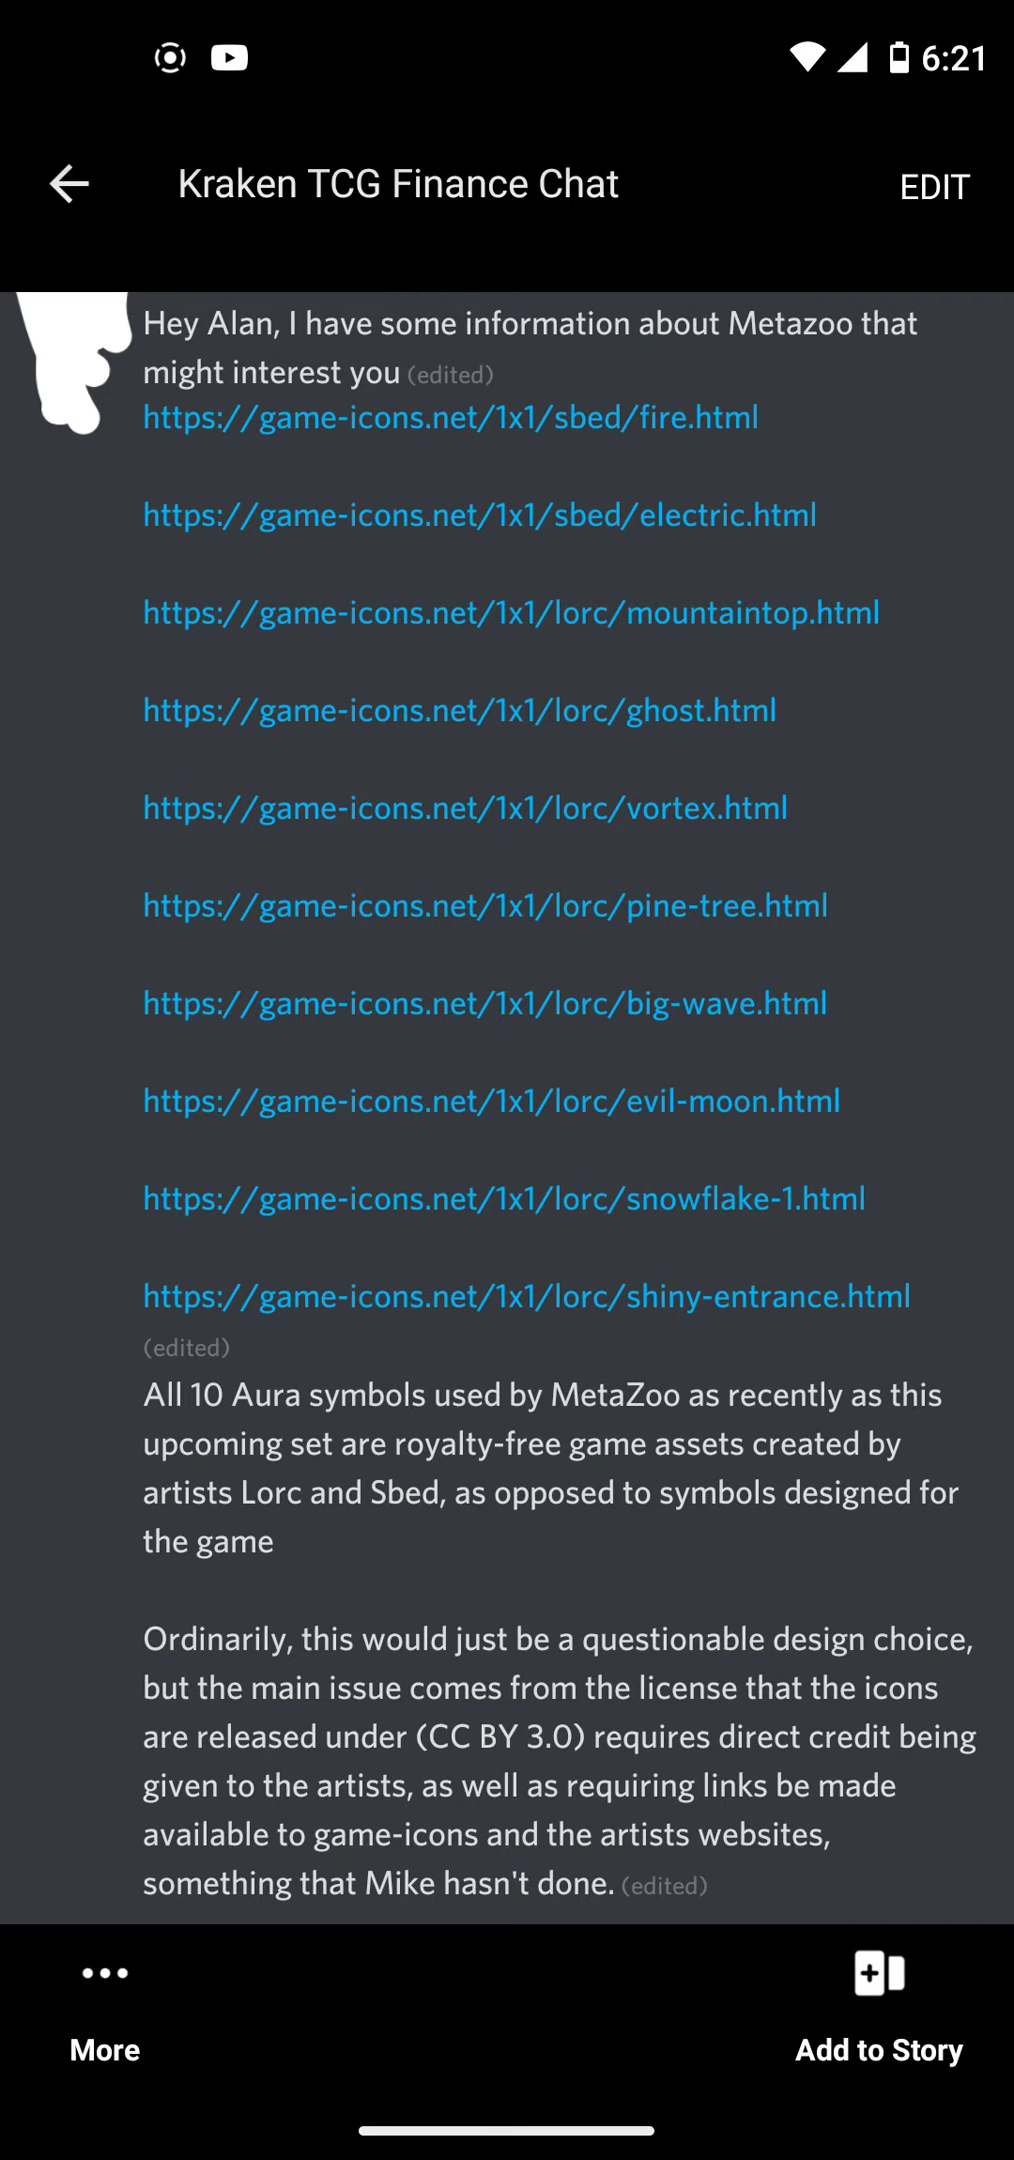 6:21
Kraken TCG Finance Chat
EDIT
Hey Alan, I have some information about Metazoo that
might interest you (edited)
https://game-icons.net/1x1/sbed/fire.html
https://game-icons.net/1x1/sbed/electric.html
https://game-icons.net/1x1/lorc/mountaintop.html
https://game-icons.net/1x1/lorc/ghost.html
https://game-icons.net/1x1/lorc/vortex.html
https://game-icons.net/1x1/lorc/pine-tree.html
https://game-icons.net/1x1/lorc/big-wave.html
https://game-icons.net/1x1/lorc/evil-moon.html
https://game-icons.net/1x1/lorc/snowflake-1.html
https://game-icons.net/1x1/lorc/shiny-entrance.html
(edited)
All 10 Aura symbols used by MetaZoo as recently as this
upcoming set are royalty-free game assets created by
artists Lorc and Sbed, as opposed to symbols designed for
the game
Ordinarily, this would just be a questionable design choice,
but the main issue comes from the license that the icons
are released under (CC BY 3.0) requires direct credit being
given to the artists, as well as requiring links be made
available to game-icons and the artists websites,
something that Mike hasn't done. (edited)
More
Add to Story